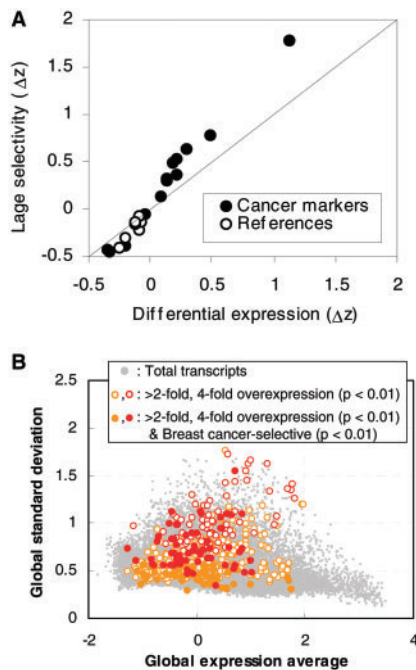 A
Lage selectivity (Δz)
2
1.5
1
0.5
0
-0.5
● Cancer markers
○ References
-0.5 0 0.5 1 1.5 2
Differential expression (Δz)
B
Global standard deviation
2.5
2
1.5
1
0.5
0
: Total transcripts
○,○ : >2-fold, 4-fold overexpression (p < 0.01)
●,● : >2-fold, 4-fold overexpression (p < 0.01)
& Breast cancer-selective (p < 0.01)
-2 0 2 4
Global expression average